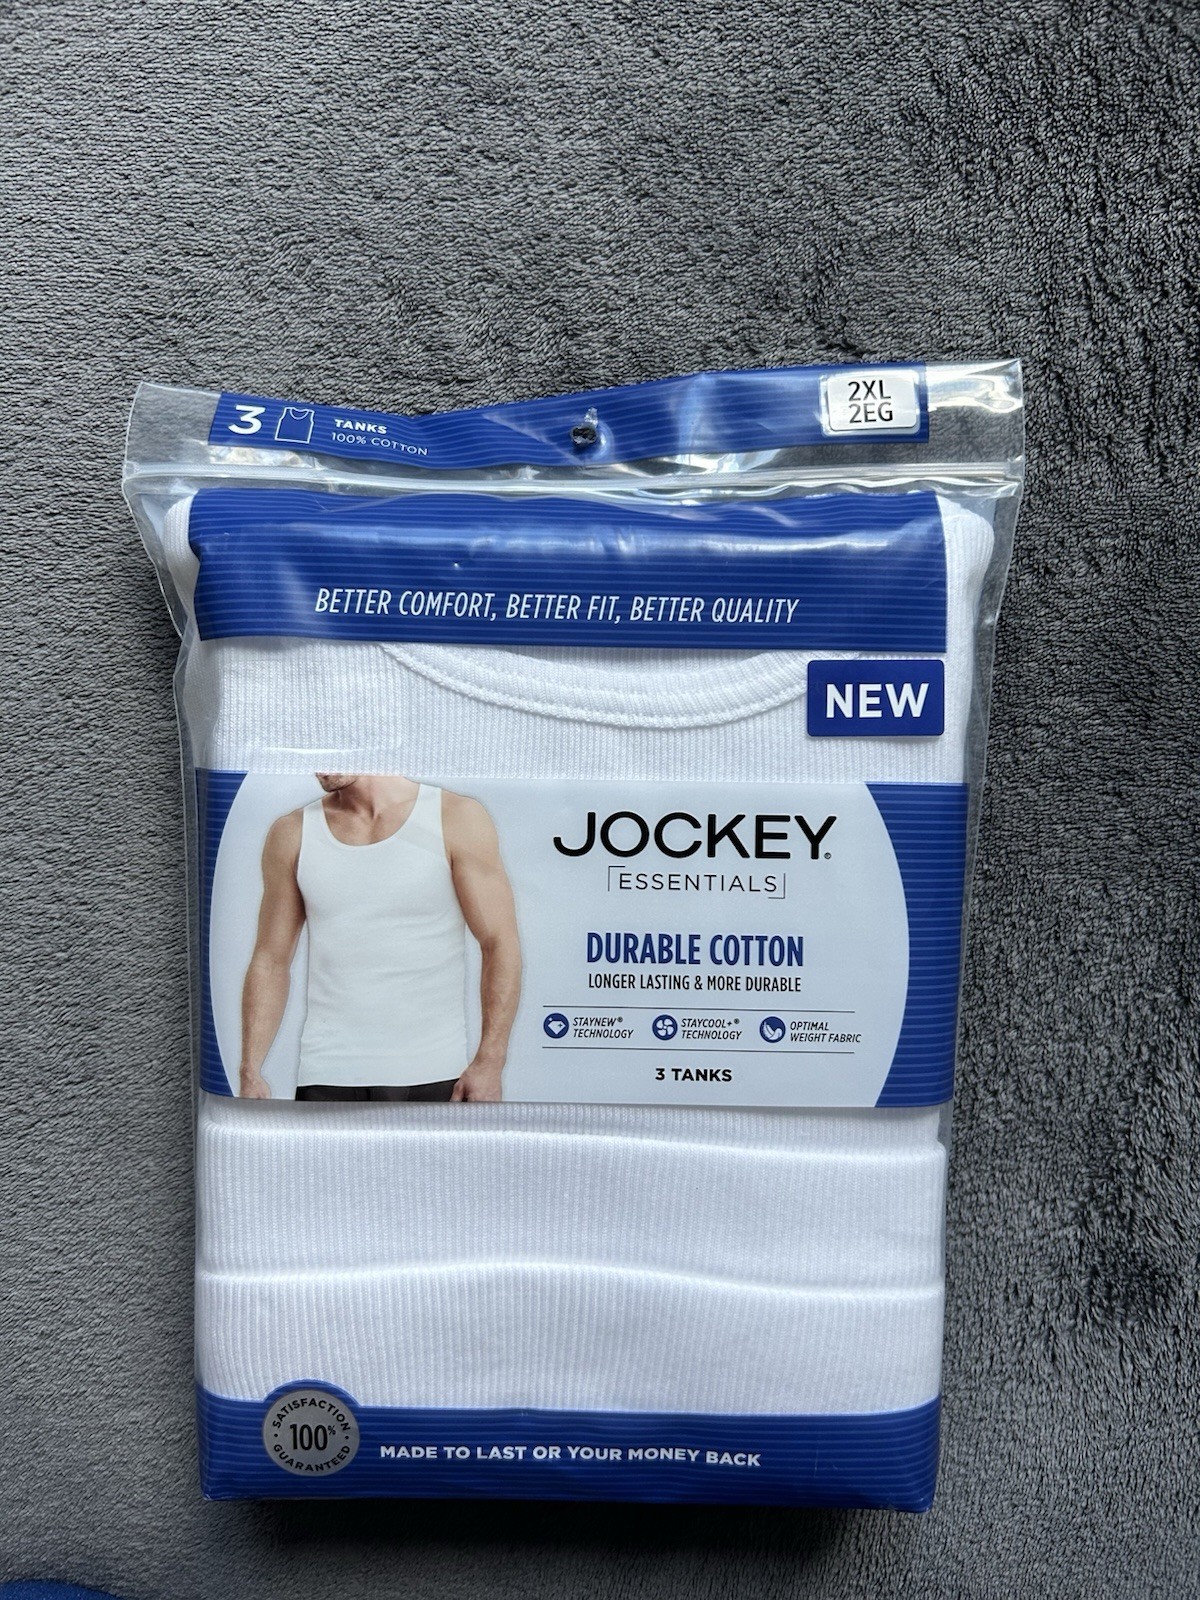 3
TANKS
100% COTTON
2XL
2EG
BETTER COMFORT, BETTER FIT, BETTER QUALITY
NEW
JOCKEY®
ESSENTIALS
DURABLE COTTON
LONGER LASTING & MORE DURABLE
STAYNEW®
TECHNOLOGY
STAYCOOL+®
TECHNOLOGY
OPTIMAL
WEIGHT FABRIC
3 TANKS
SATISFACTION
100%
GUARANTEED
MADE TO LAST OR YOUR MONEY BACK